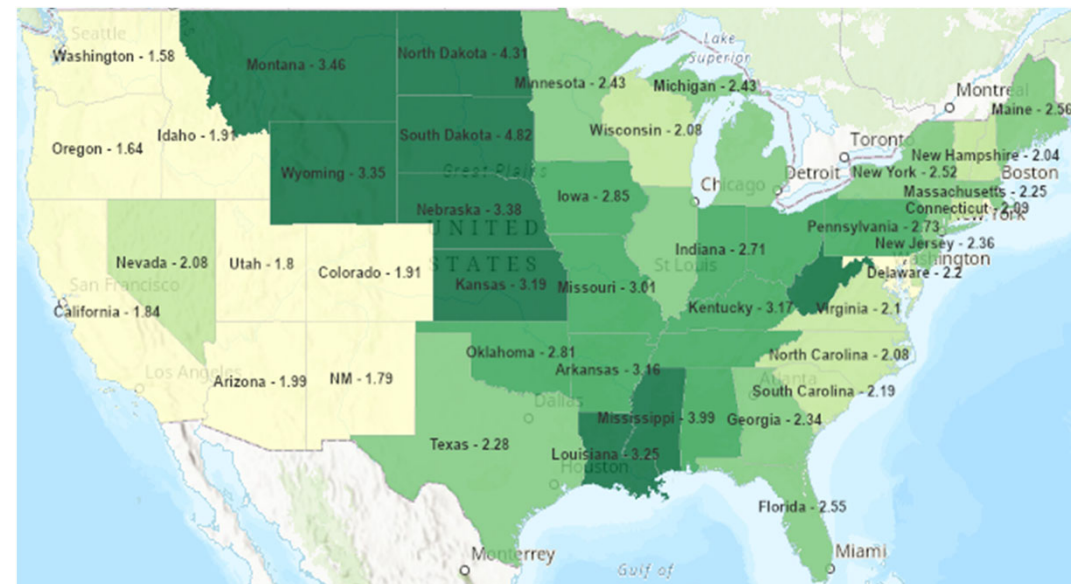 Seattle
Washington - 1.58
Montana - 3.46
North Dakota - 4.31
Lake
Superior
Minnesota - 2.43
Michigan - 2.43
Montreal
Maine - 2.56
Oregon - 1.64
Idaho - 1.91
South Dakota - 4.82
Wisconsin - 2.08
Toronto
Wyoming - 3.35
Great Plains
New Hampshire - 2.04
New York - 2.52
Boston
Detroit
Chicago
Massachusetts - 2.25
Iowa - 2.85
Connecticut - 2.09
New York
Nebraska - 3.38
UNITED
Pennsylvania - 2.73
New Jersey - 2.36
Nevada - 2.08
Utah - 1.8
Colorado - 1.91
STATES
St Louis
Indiana - 2.71
Washington
Delaware - 2.2
San Francisco
Kansas - 3.19
Missouri - 3.01
California - 1.84
Kentucky - 3.17
Virginia - 2.1
Oklahoma - 2.81
North Carolina - 2.08
Arkansas - 3.16
Los Angeles
Arizona - 1.99
NM - 1.79
Atlanta
South Carolina - 2.19
Dallas
Mississippi - 3.99
Georgia - 2.34
Texas - 2.28
Louisiana - 3.25
Houston
Florida - 2.55
Monterrey
Miami
Gulf of